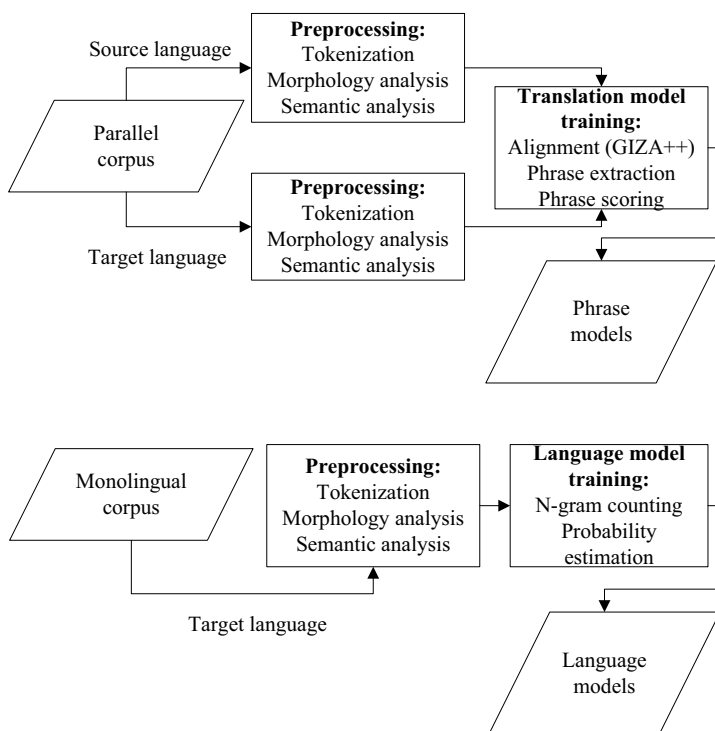 Source language
Preprocessing:
Tokenization
Morphology analysis
Semantic analysis
Parallel
corpus
Translation model
training:
Alignment (GIZA++)
Phrase extraction
Phrase scoring
Target language
Preprocessing:
Tokenization
Morphology analysis
Semantic analysis
Phrase
models
Monolingual
corpus
Preprocessing:
Tokenization
Morphology analysis
Semantic analysis
Language model
training:
N-gram counting
Probability
estimation
Target language
Language
models